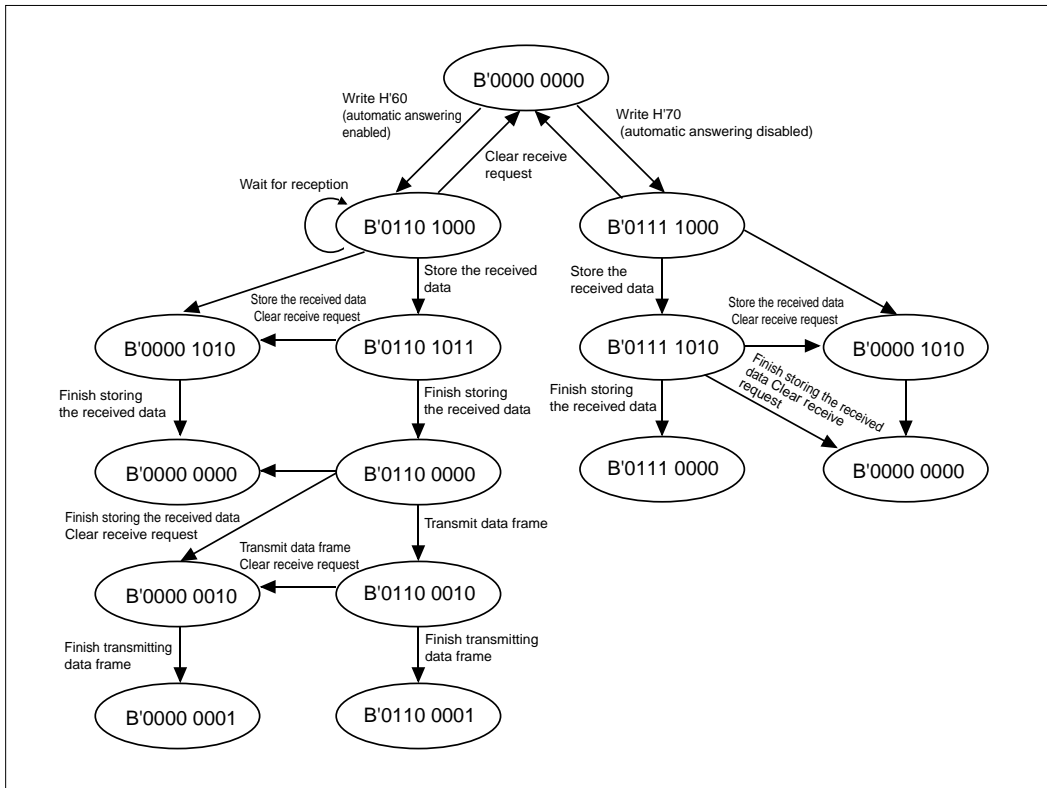 B'0000 0000
Write H'60
(automatic answering
enabled)
Write H'70
(automatic answering disabled)
Clear receive
request
Wait for reception
B'0110 1000
B'0111 1000
Store the received
data
Store the
received data
Store the received data
Clear receive request
Store the received data
Clear receive request
B'0000 1010
B'0110 1011
B'0111 1010
B'0000 1010
Finish storing
the received data
Finish storing
the received data
Finish storing
the received data
Finish storing the received
data Clear receive
request
B'0000 0000
B'0110 0000
B'0111 0000
B'0000 0000
Finish storing the received data
Clear receive request
Transmit data frame
Transmit data frame
Clear receive request
B'0000 0010
B'0110 0010
Finish transmitting
data frame
Finish transmitting
data frame
B'0000 0001
B'0110 0001